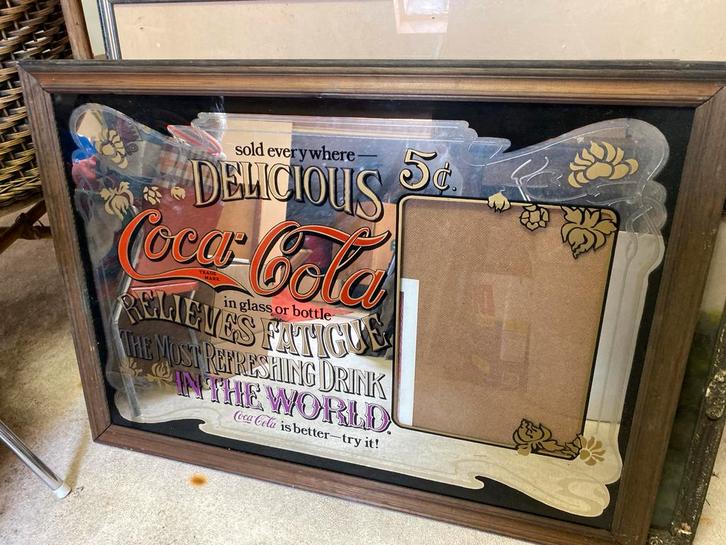 sold everywhere—
5¢.
DELICIOUS
Coca-Cola
TRADE MARK
in glass or bottle
RELIEVES FATIGUE
THE MOST REFRESHING DRINK
IN THE WORLD.
Coca-Cola is better—try it!